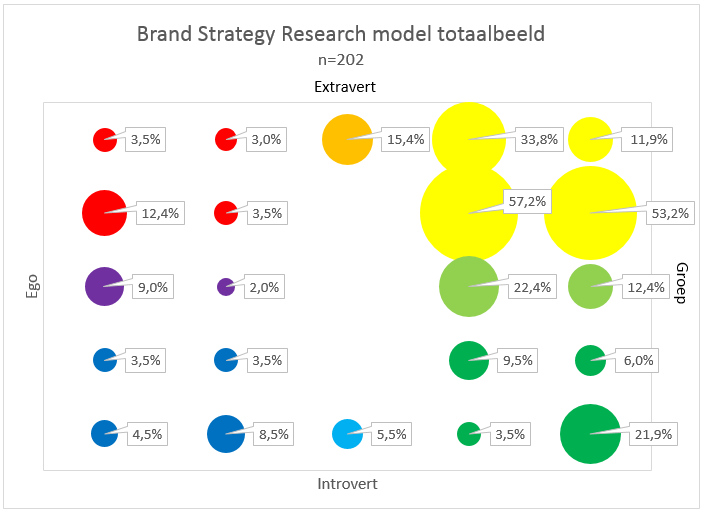 Brand Strategy Research model totaalbeeld
n=202
Extravert
3,5% 3,0% 15,4% 33,8% 11,9%
12,4% 3,5% 57,2% 53,2%
Ego 9,0% 2,0% 22,4% 12,4% Groep
3,5% 3,5% 9,5% 6,0%
4,5% 8,5% 5,5% 3,5% 21,9%
Introvert